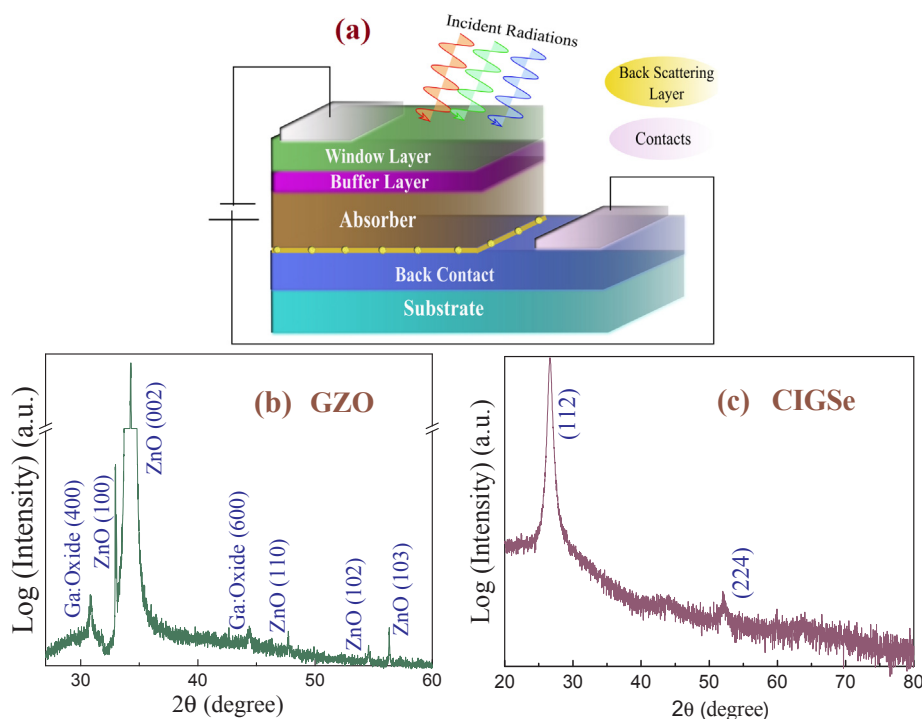 (a)
Incident Radiations
Back Scattering
Layer
Contacts
Window Layer
Buffer Layer
Absorber
Back Contact
Substrate
(b) GZO
Log (Intensity) (a.u.)
Ga:Oxide (400)
ZnO (100)
ZnO (002)
Ga:Oxide (600)
ZnO (110)
ZnO (102)
ZnO (103)
30 40 50 60
2θ (degree)
(c) CIGSe
Log (Intensity) (a.u.)
(112)
(224)
20 30 40 50 60 70 80
2θ (degree)